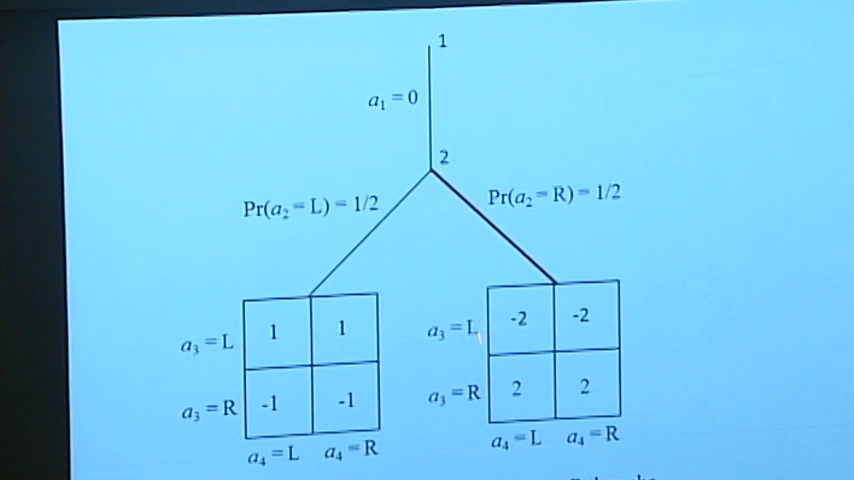 1
a₁ = 0
2
Pr(a₂ = L) = 1/2
Pr(a₂ = R) = 1/2
a₃ = L
1
1
a₃ = R
-1
-1
a₄ = L
a₄ = R
a₃ = L
-2
-2
a₃ = R
2
2
a₄ = L
a₄ = R